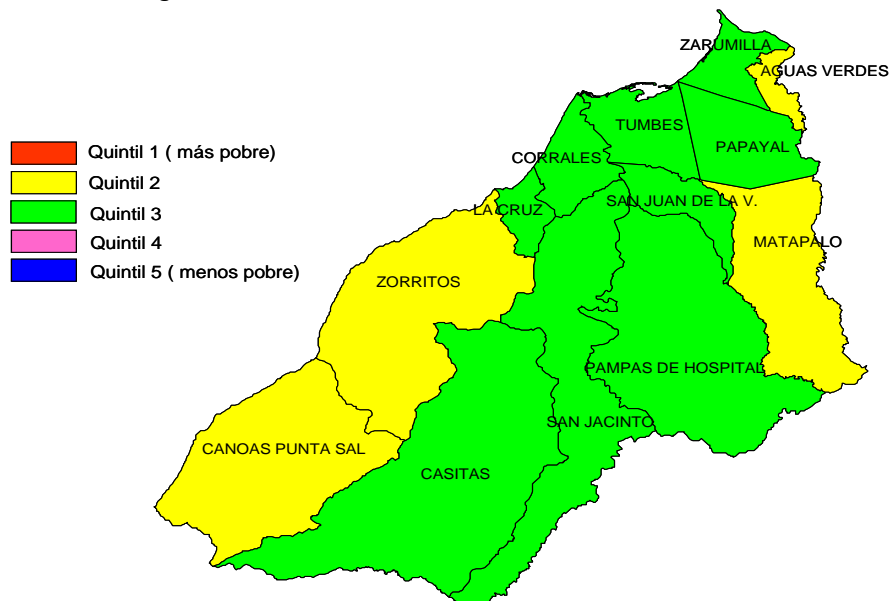 ZARUMILLA
AGUAS VERDES
TUMBES
PAPAYAL
CORRALES
Quintil 1 ( más pobre)
Quintil 2
Quintil 3
Quintil 4
Quintil 5 ( menos pobre)
SAN JUAN DE LA V.
LA CRUZ
MATAPALO
ZORRITOS
PAMPAS DE HOSPITAL
SAN JACINTO
CANOAS PUNTA SAL
CASITAS